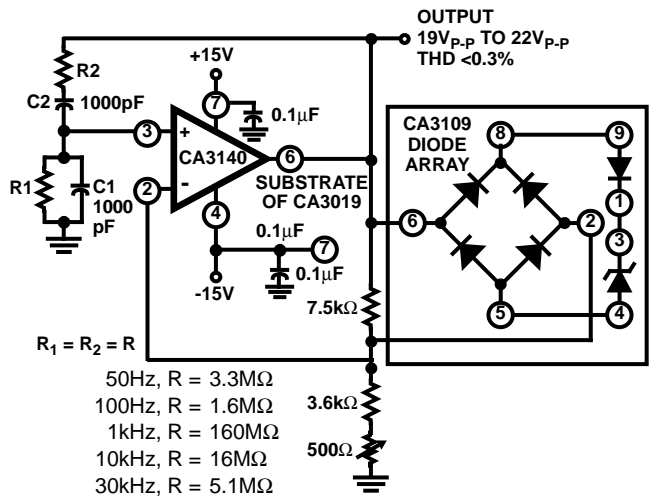 OUTPUT
19VP-P TO 22VP-P
THD <0.3%
+15V
R2
C2
1000pF
7
0.1μF
3
+
CA3140
6
2
-
SUBSTRATE
OF CA3019
R1
C1
1000
pF
4
0.1μF
7
0.1μF
-15V
CA3109
DIODE
ARRAY
8
9
6
2
1
3
5
4
7.5kΩ
R1 = R2 = R
50Hz, R = 3.3MΩ
100Hz, R = 1.6MΩ
1kHz, R = 160MΩ
10kHz, R = 16MΩ
30kHz, R = 5.1MΩ
3.6kΩ
500Ω